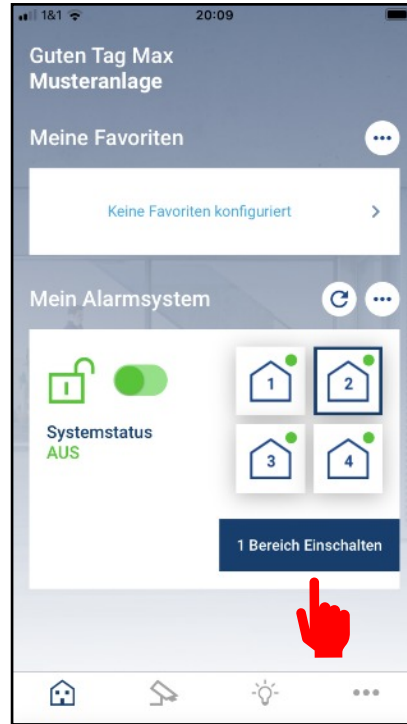 1&1 20:09
Guten Tag Max
Musteranlage
Meine Favoriten
Keine Favoriten konfiguriert
Mein Alarmsystem
1 2
Systemstatus
AUS
3 4
1 Bereich Einschalten